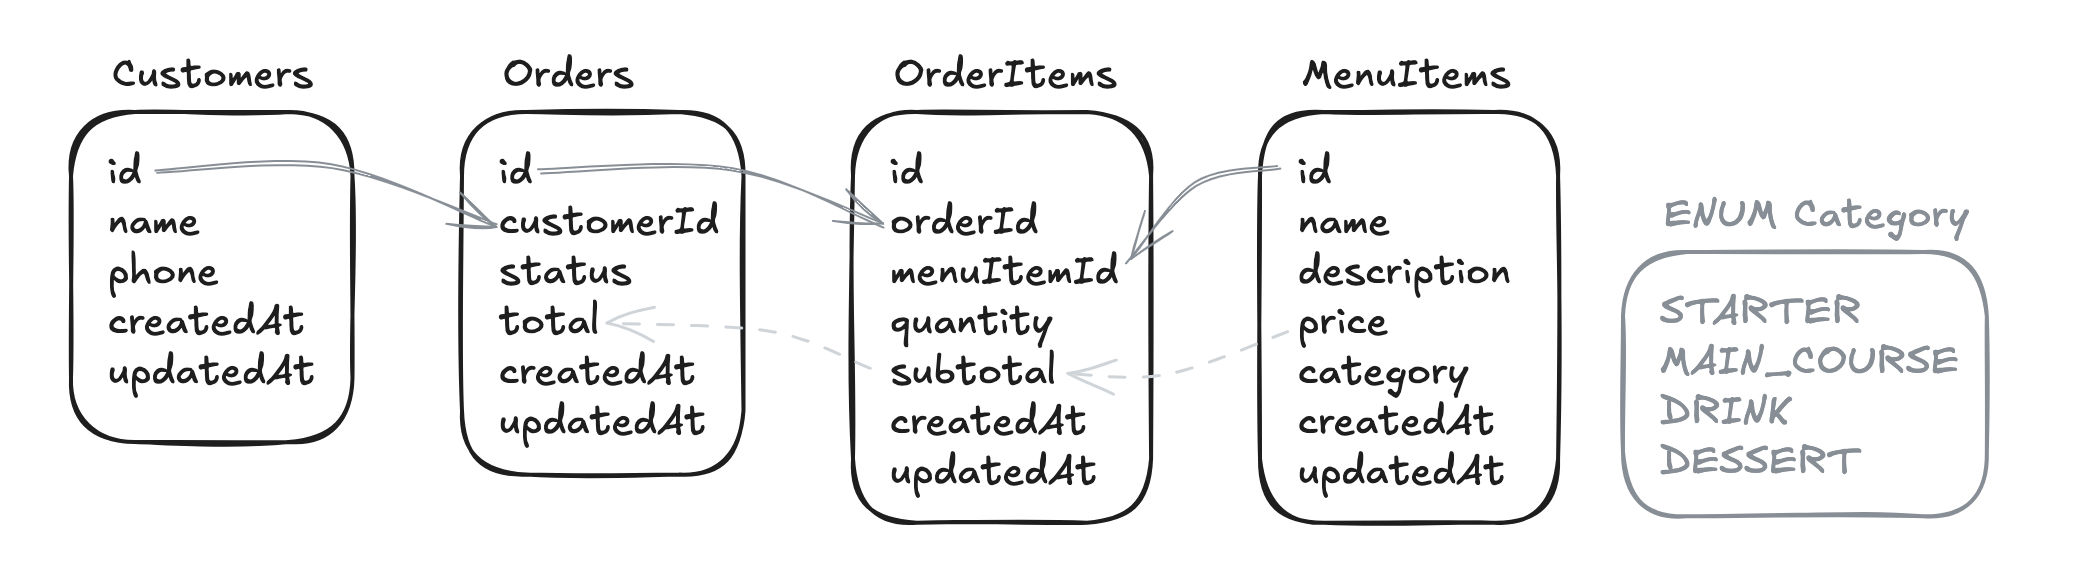 Customers
id
name
phone
createdAt
updatedAt
Orders
id
customerId
status
total
createdAt
updatedAt
OrderItems
id
orderId
menuItemId
quantity
subtotal
createdAt
updatedAt
MenuItems
id
name
description
price
category
createdAt
updatedAt
ENUM Category
STARTER
MAIN_COURSE
DRINK
DESSERT